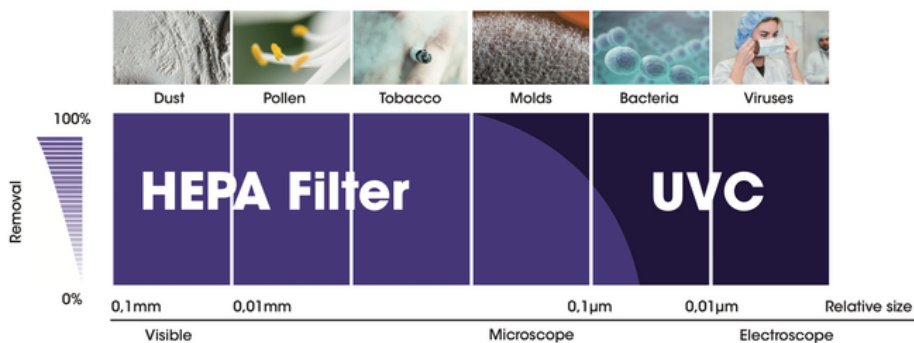 Dust Pollen Tobacco Molds Bacteria Viruses
100%
HEPA Filter UVC
Removal
0%
0,1mm 0,01mm 0,1µm 0,01µm Relative size
Visible Microscope Electroscope